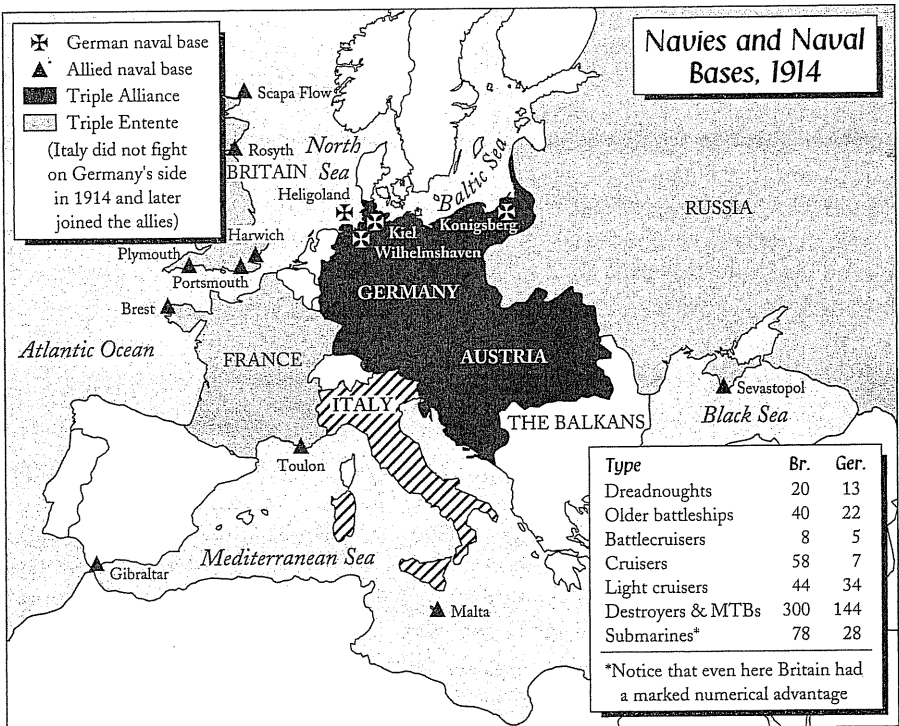 Navies and Naval
Bases, 1914
German naval base
Allied naval base
Triple Alliance
Triple Entente
(Italy did not fight
on Germany's side
in 1914 and later
joined the allies)
Scapa Flow
Rosyth
North
Sea
BRITAIN
Heligoland
Baltic Sea
RUSSIA
Harwich
Kiel
Konigsberg
Plymouth
Wilhelmshaven
Portsmouth
GERMANY
Brest
Atlantic Ocean
FRANCE
AUSTRIA
Sevastopol
ITALY
THE BALKANS
Black Sea
Toulon
Mediterranean Sea
Gibraltar
Malta
Type Br. Ger.
Dreadnoughts 20 13
Older battleships 40 22
Battlecruisers 8 5
Cruisers 58 7
Light cruisers 44 34
Destroyers & MTBs 300 144
Submarines* 78 28
*Notice that even here Britain had
a marked numerical advantage